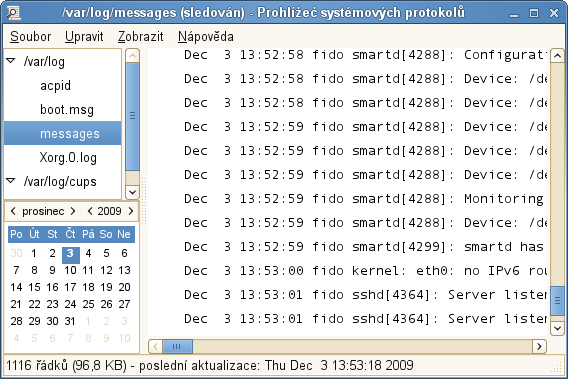 /var/log/messages (sledován) - Prohlížeč systémových protokolů
Soubor Upravit Zobrazit Nápověda
/var/log
acpid
boot.msg
messages
Xorg.0.log
/var/log/cups
prosinec 2009
Po Út St Čt Pá So Ne
30 1 2 3 4 5 6
7 8 9 10 11 12 13
14 15 16 17 18 19 20
21 22 23 24 25 26 27
28 29 30 31 1 2 3
4 5 6 7 8 9 10
Dec 3 13:52:58 fido smartd[4288]: Configurat
Dec 3 13:52:58 fido smartd[4288]: Device: /de
Dec 3 13:52:58 fido smartd[4288]: Device: /de
Dec 3 13:52:59 fido smartd[4288]: Device: /de
Dec 3 13:52:59 fido smartd[4288]: Device: /de
Dec 3 13:52:59 fido smartd[4288]: Device: /de
Dec 3 13:52:59 fido smartd[4288]: Monitoring
Dec 3 13:52:59 fido smartd[4288]: Device: /de
Dec 3 13:52:59 fido smartd[4299]: smartd has
Dec 3 13:53:00 fido kernel: eth0: no IPv6 rou
Dec 3 13:53:01 fido sshd[4364]: Server listen
Dec 3 13:53:01 fido sshd[4364]: Server listen
1116 řádků (96,8 KB) - poslední aktualizace: Thu Dec 3 13:53:18 2009